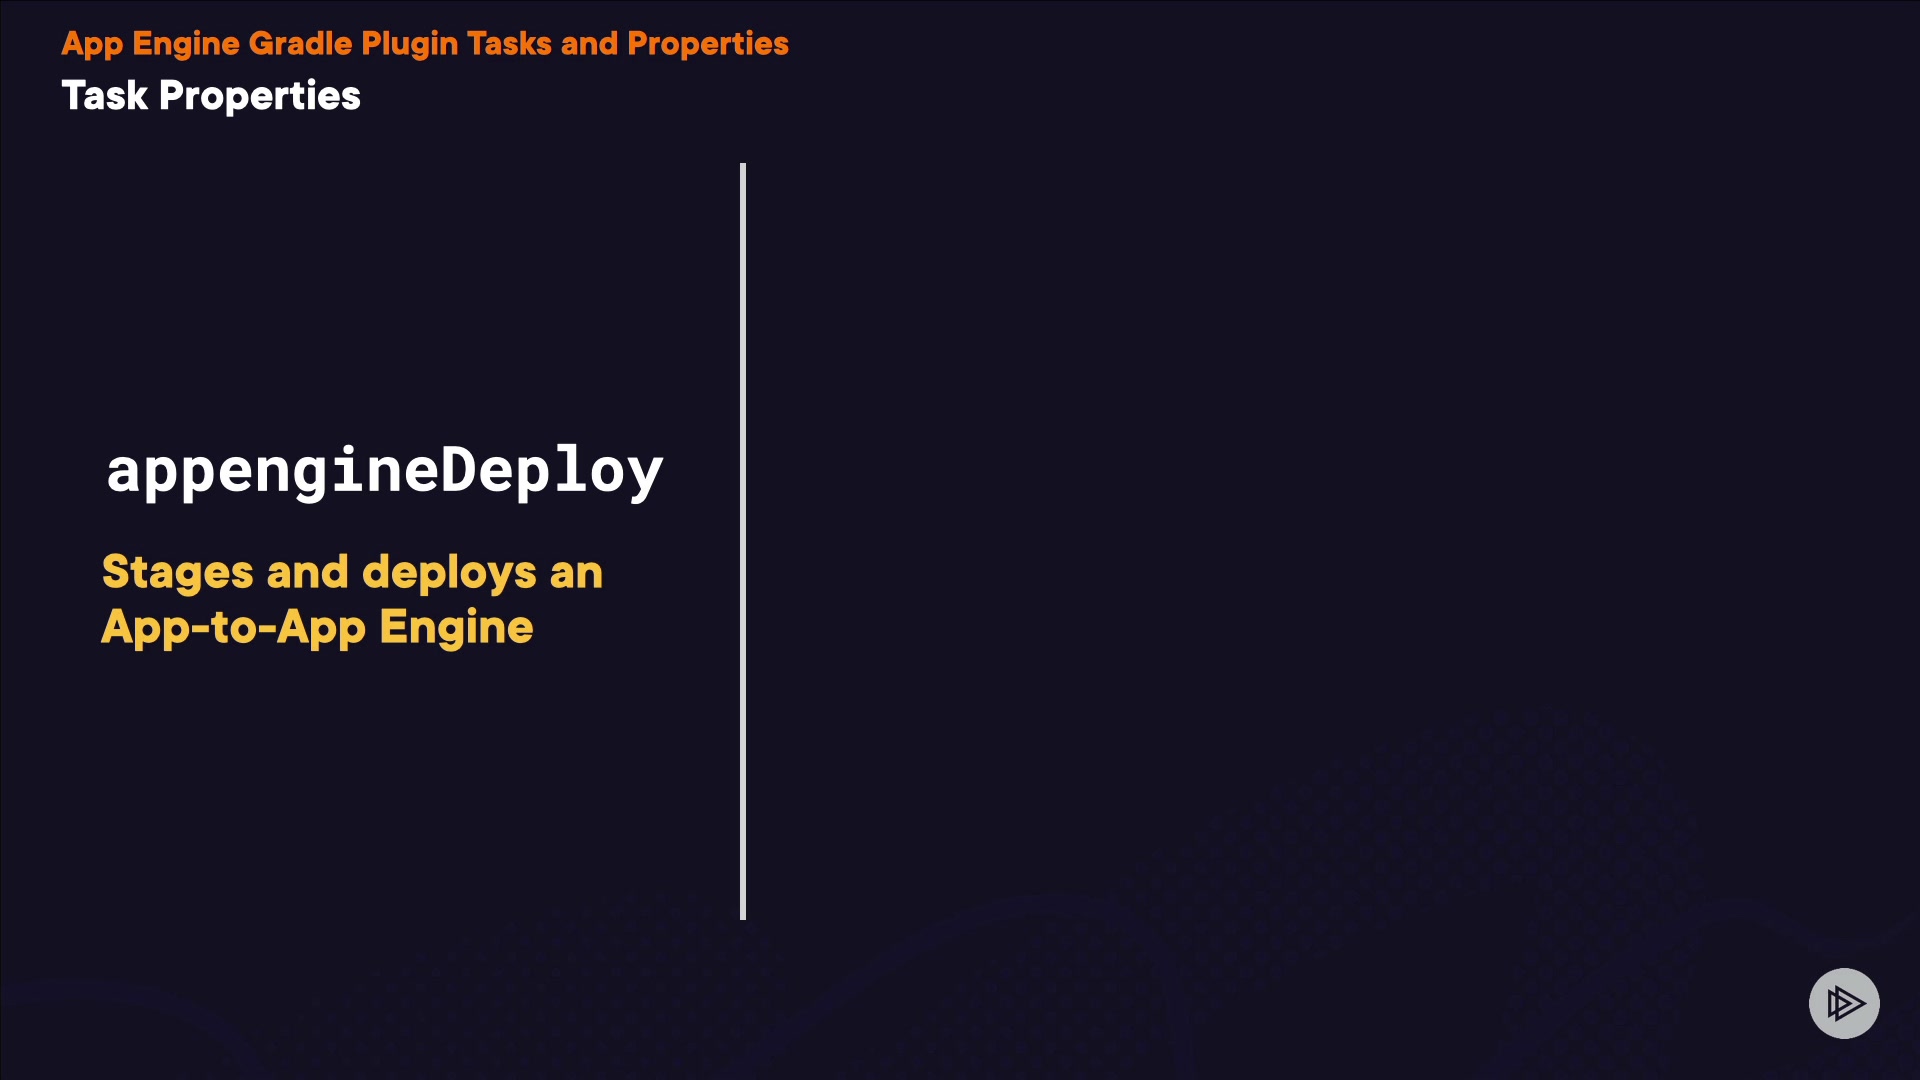 App Engine Gradle Plugin Tasks and Properties
Task Properties
appengineDeploy
Stages and deploys an
App-to-App Engine